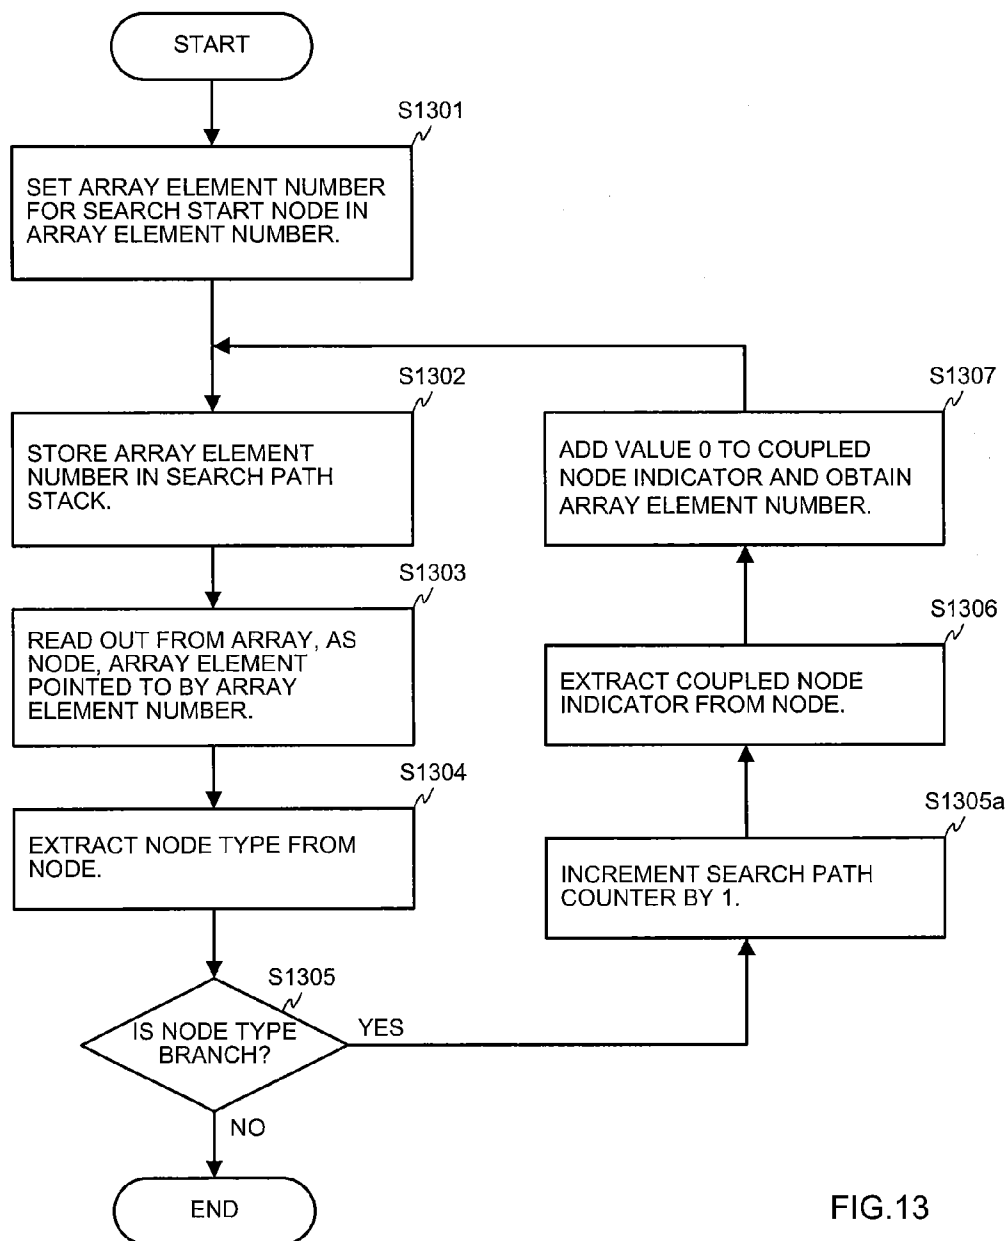 START
S1301
SET ARRAY ELEMENT NUMBER
FOR SEARCH START NODE IN
ARRAY ELEMENT NUMBER.
S1302
STORE ARRAY ELEMENT
NUMBER IN SEARCH PATH
STACK.
S1303
READ OUT FROM ARRAY, AS
NODE, ARRAY ELEMENT
POINTED TO BY ARRAY
ELEMENT NUMBER.
S1304
EXTRACT NODE TYPE FROM
NODE.
S1305
IS NODE TYPE
BRANCH?
YES
NO
END
S1307
ADD VALUE 0 TO COUPLED
NODE INDICATOR AND OBTAIN
ARRAY ELEMENT NUMBER.
S1306
EXTRACT COUPLED NODE
INDICATOR FROM NODE.
S1305a
INCREMENT SEARCH PATH
COUNTER BY 1.
FIG.13